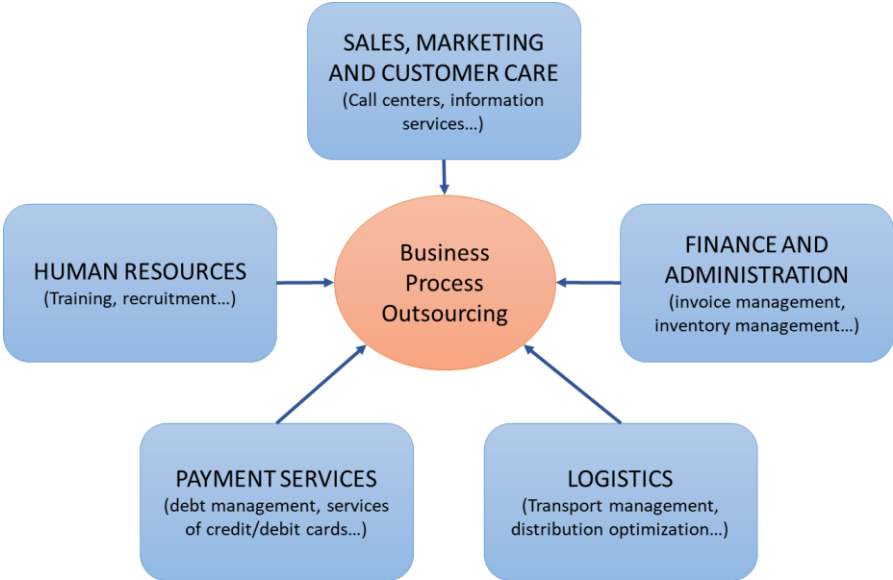 SALES, MARKETING
AND CUSTOMER CARE
(Call centers, information
services…)
HUMAN RESOURCES
(Training, recruitment…)
Business
Process
Outsourcing
FINANCE AND
ADMINISTRATION
(invoice management,
inventory management…)
PAYMENT SERVICES
(debt management, services
of credit/debit cards…)
LOGISTICS
(Transport management,
distribution optimization…)